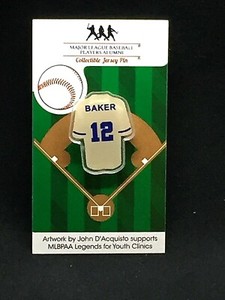 MAJOR LEAGUE BASEBALL
PLAYERS ALUMNI
Collectible Jersey Pin
BAKER
12
Artwork by John D'Acquisto supports
MLBPAA Legends for Youth Clinics